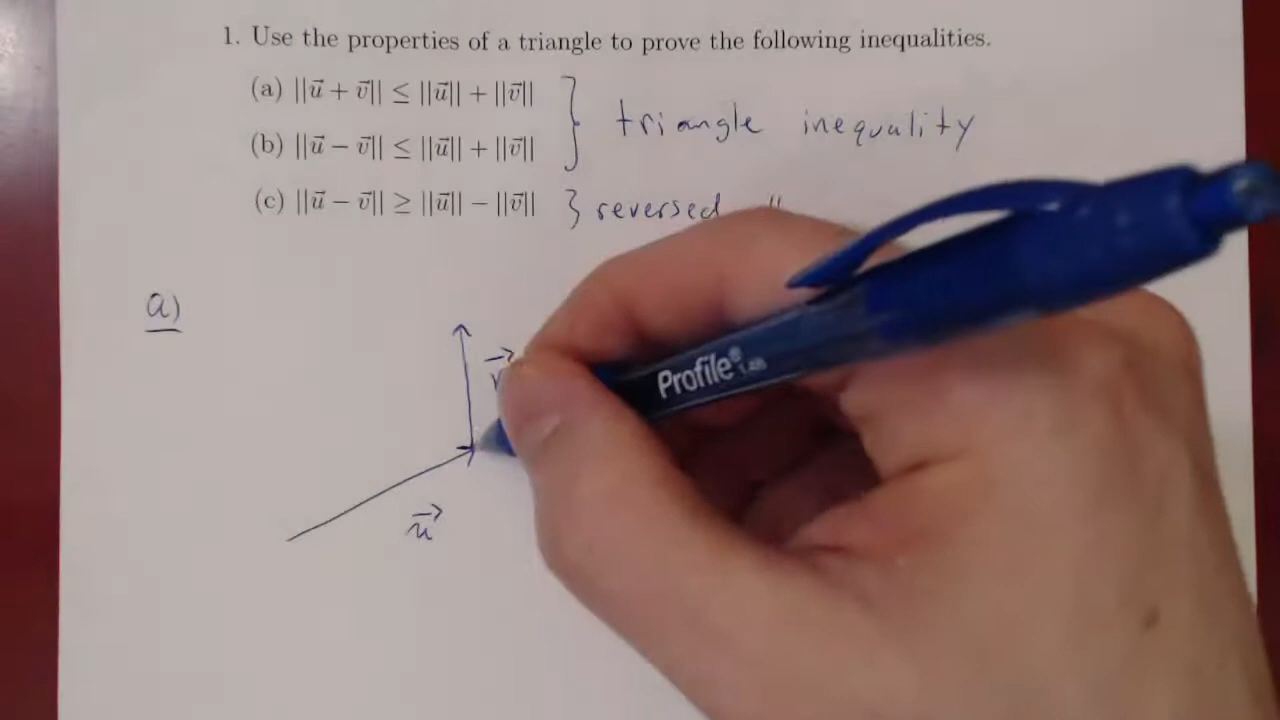 1. Use the properties of a triangle to prove the following inequalities.
(a) ||u⃗ + v⃗|| ≤ ||u⃗|| + ||v⃗||
(b) ||u⃗ − v⃗|| ≤ ||u⃗|| + ||v⃗||
triangle inequality
(c) ||u⃗ − v⃗|| ≥ ||u⃗|| − ||v⃗||
reversed "
a)
v⃗
Profile®
u⃗